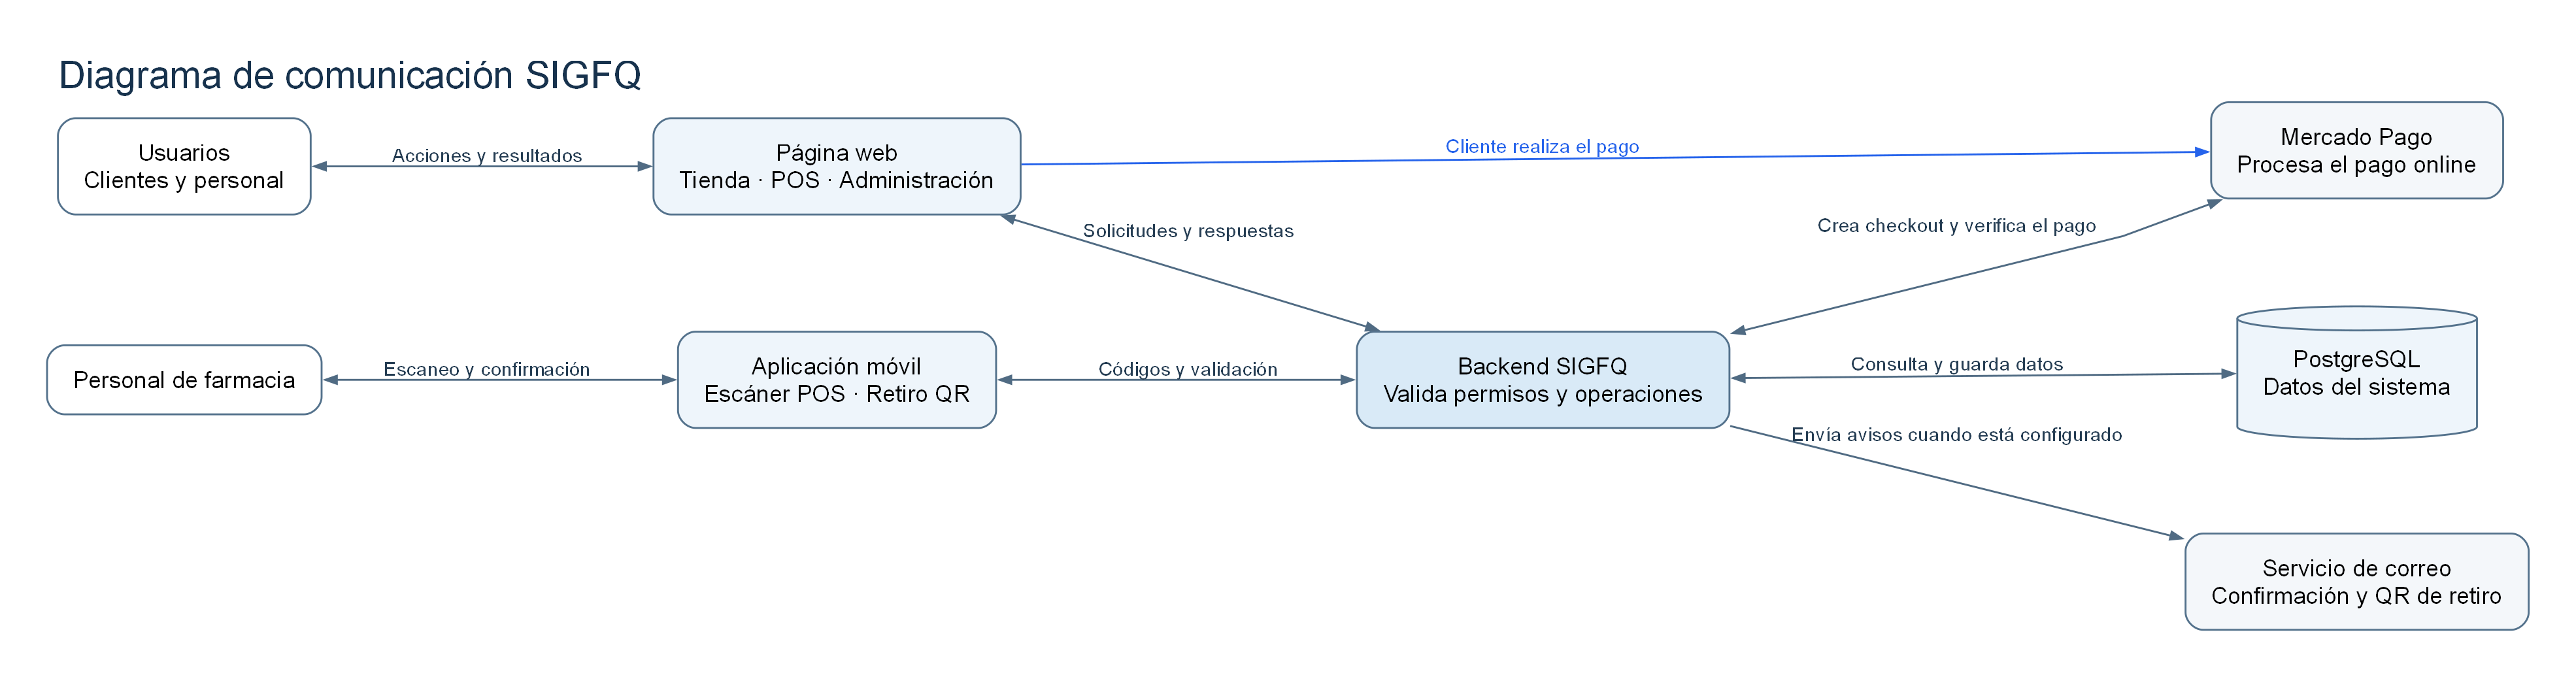 Diagrama de comunicación SIGFQ
Usuarios
Clientes y personal
Acciones y resultados
Página web
Tienda · POS · Administración
Cliente realiza el pago
Mercado Pago
Procesa el pago online
Solicitudes y respuestas
Crea checkout y verifica el pago
Personal de farmacia
Escaneo y confirmación
Aplicación móvil
Escáner POS · Retiro QR
Códigos y validación
Backend SIGFQ
Valida permisos y operaciones
Consulta y guarda datos
PostgreSQL
Datos del sistema
Envía avisos cuando está configurado
Servicio de correo
Confirmación y QR de retiro